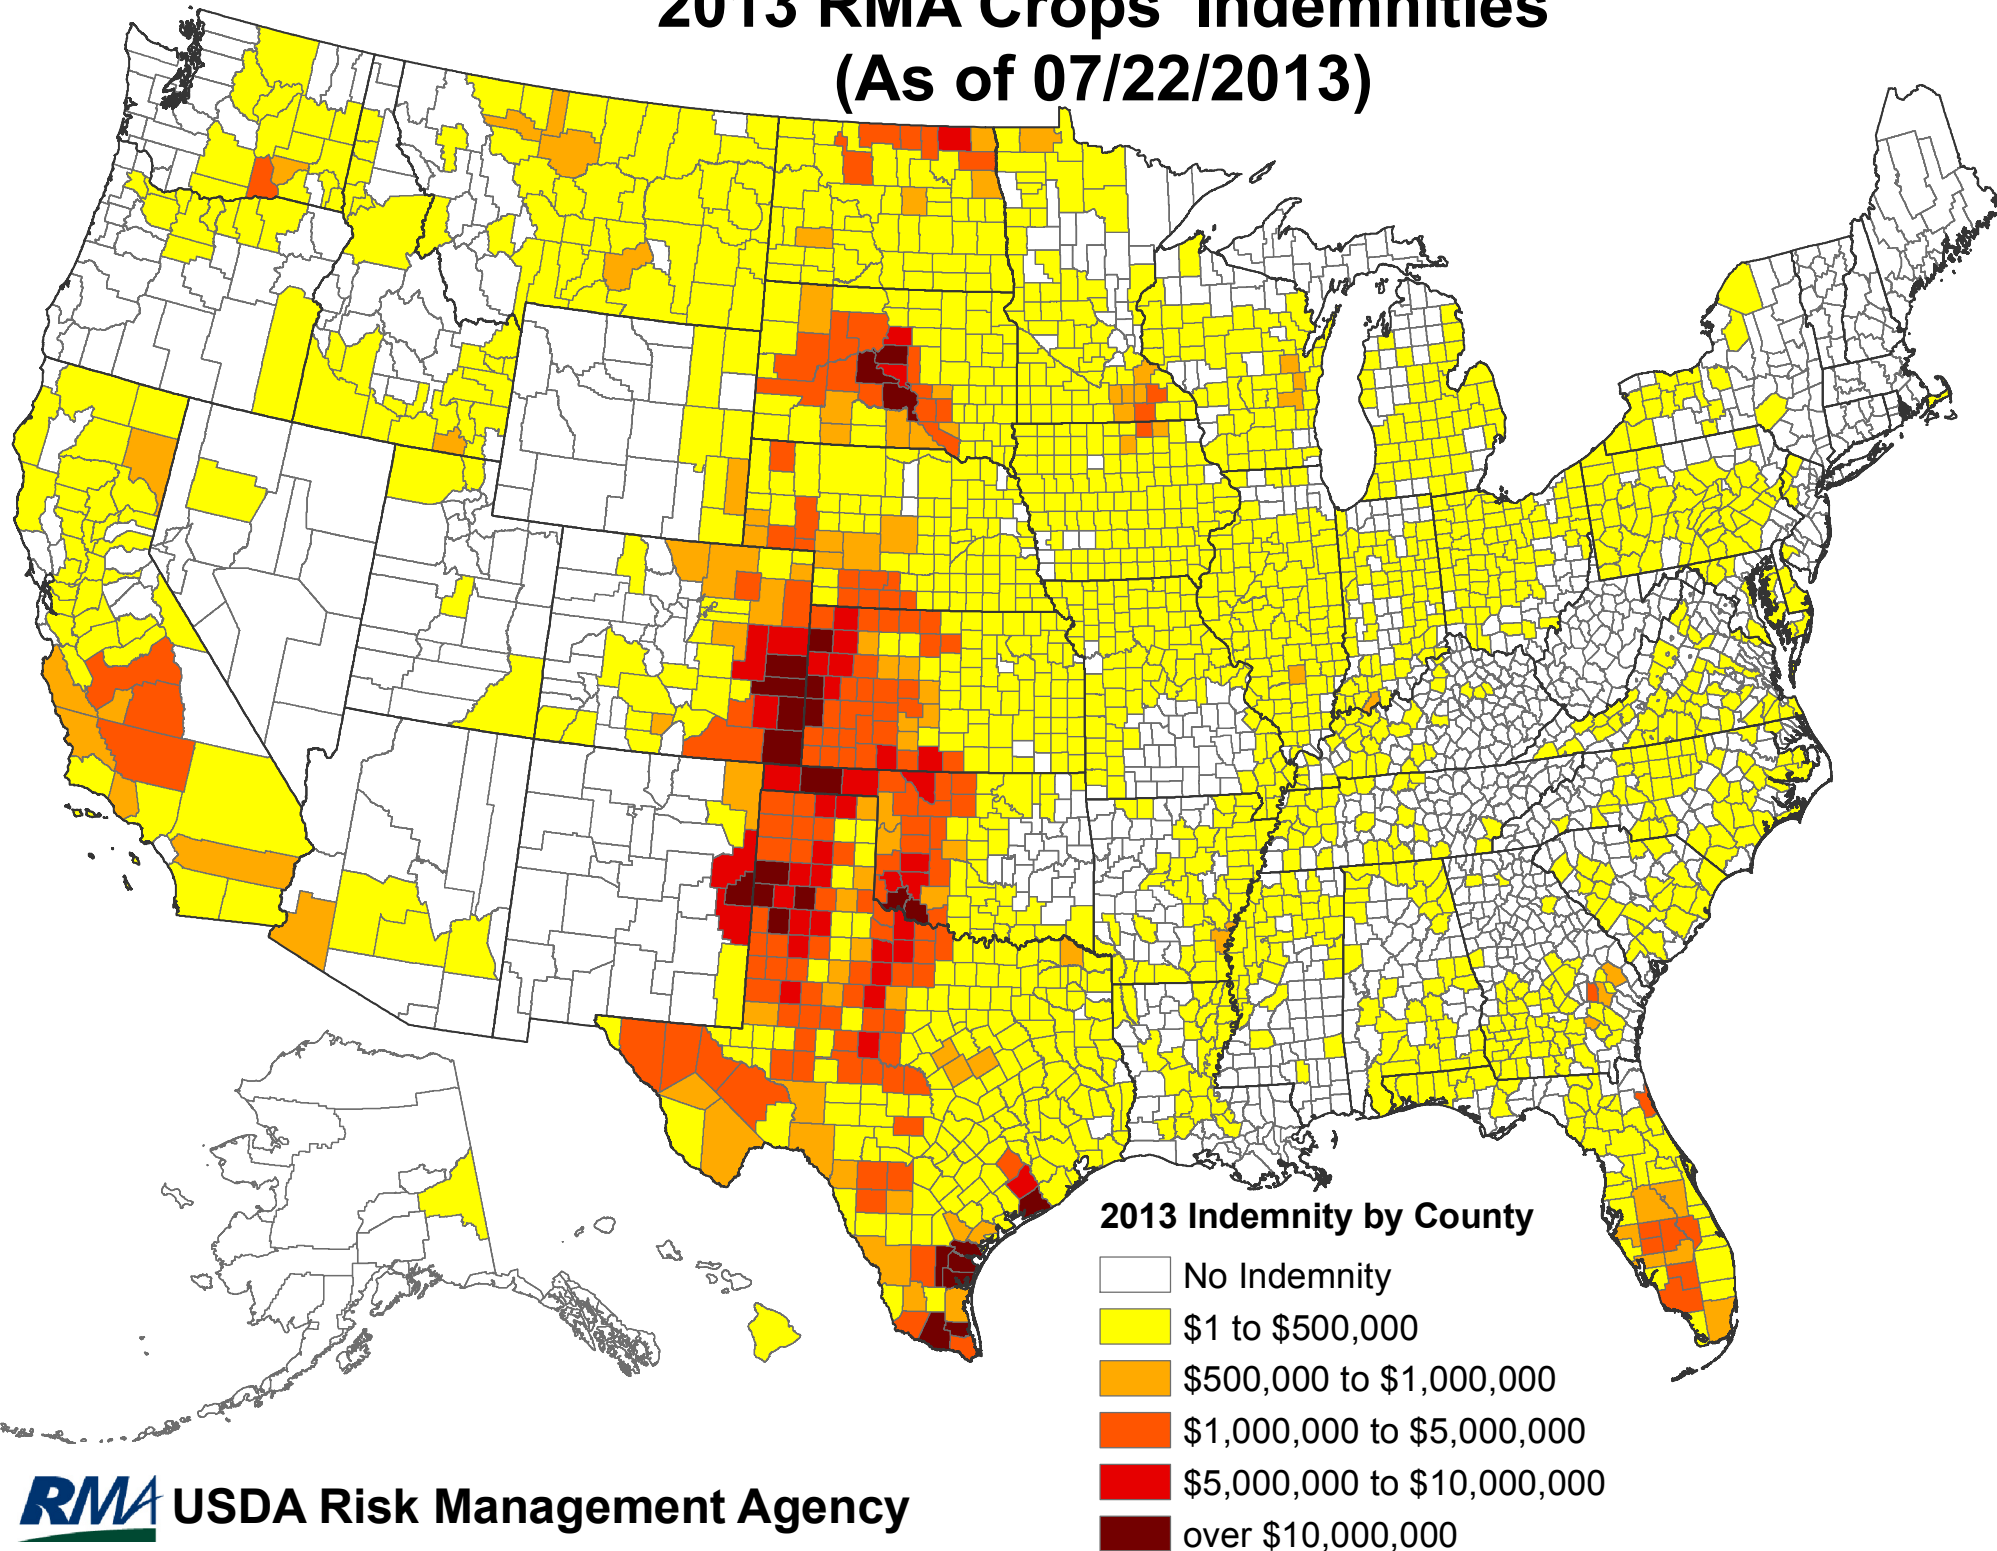 2013 RMA Crops' Indemnities
(As of 07/22/2013)
2013 Indemnity by County
No Indemnity
$1 to $500,000
$500,000 to $1,000,000
$1,000,000 to $5,000,000
$5,000,000 to $10,000,000
over $10,000,000
RMA USDA Risk Management Agency